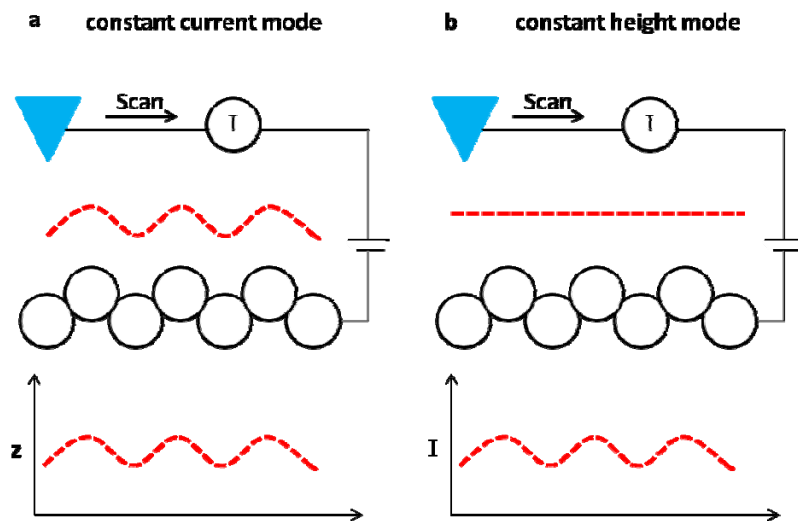 a constant current mode
b constant height mode
Scan
I
Scan
I
z
I